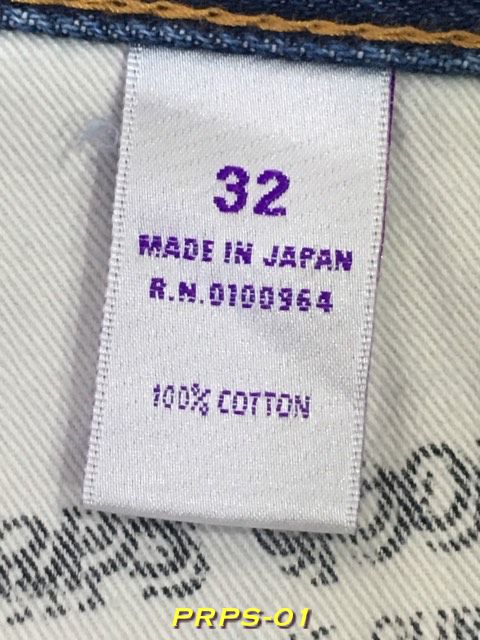 32
MADE IN JAPAN
R.N.0100964
100% COTTON
PRPS-01